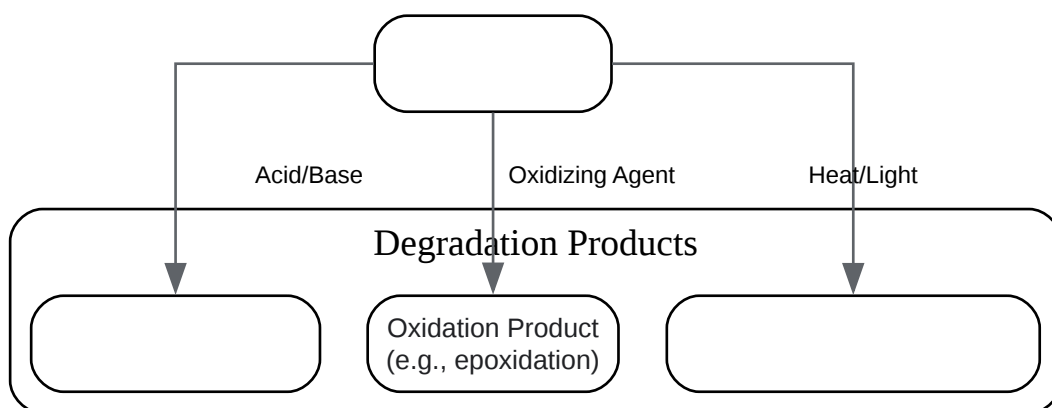 Acid/Base
Oxidizing Agent
Heat/Light
Degradation Products
Oxidation Product
(e.g., epoxidation)